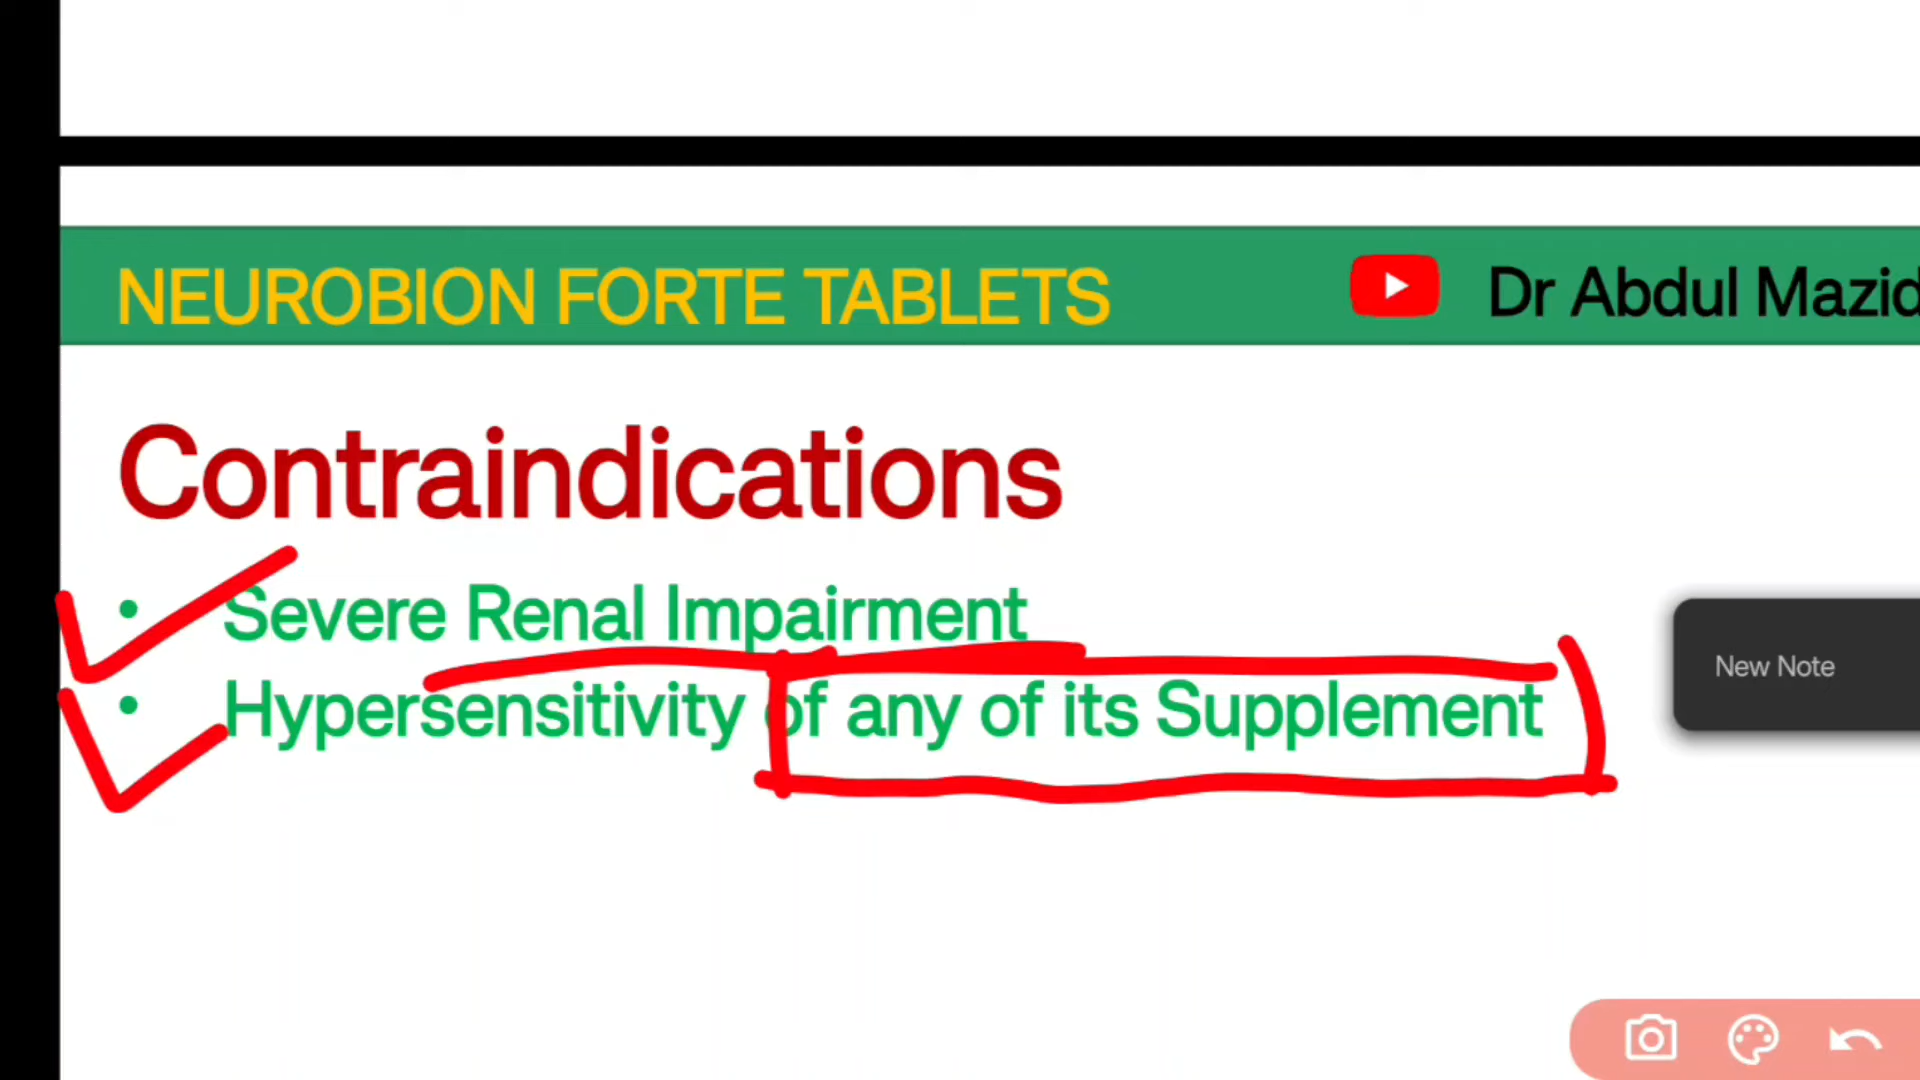 NEUROBION FORTE TABLETS
Dr Abdul Mazid
Contraindications
• Severe Renal Impairment
• Hypersensitivity of any of its Supplement
New Note